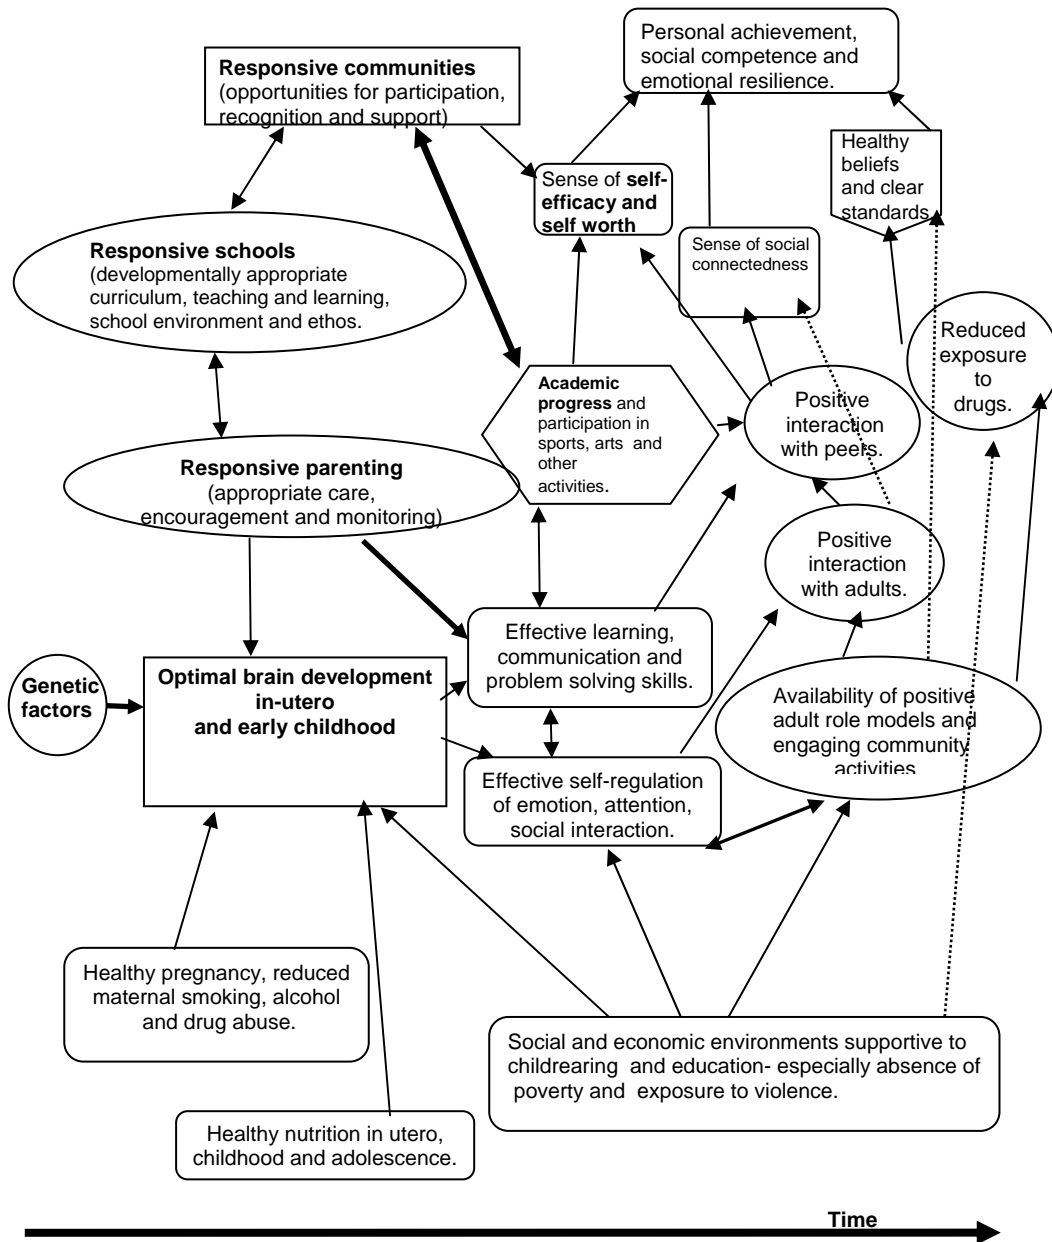 Personal achievement,
social competence and
emotional resilience.
Responsive communities
(opportunities for participation,
recognition and support)
Healthy
beliefs
and clear
standards.
Sense of self-
efficacy and
self worth
Sense of social
connectedness
Responsive schools
(developmentally appropriate
curriculum, teaching and learning,
school environment and ethos.
Reduced
exposure
to
drugs.
Academic
progress and
participation in
sports, arts and
other
activities.
Positive
interaction
with peers.
Responsive parenting
(appropriate care,
encouragement and monitoring)
Positive
interaction
with adults.
Effective learning,
communication and
problem solving skills.
Genetic
factors
Optimal brain development
in-utero
and early childhood
Availability of positive
adult role models and
engaging community
activities
Effective self-regulation
of emotion, attention,
social interaction.
Healthy pregnancy, reduced
maternal smoking, alcohol
and drug abuse.
Social and economic environments supportive to
childrearing and education- especially absence of
poverty and exposure to violence.
Healthy nutrition in utero,
childhood and adolescence.
Time